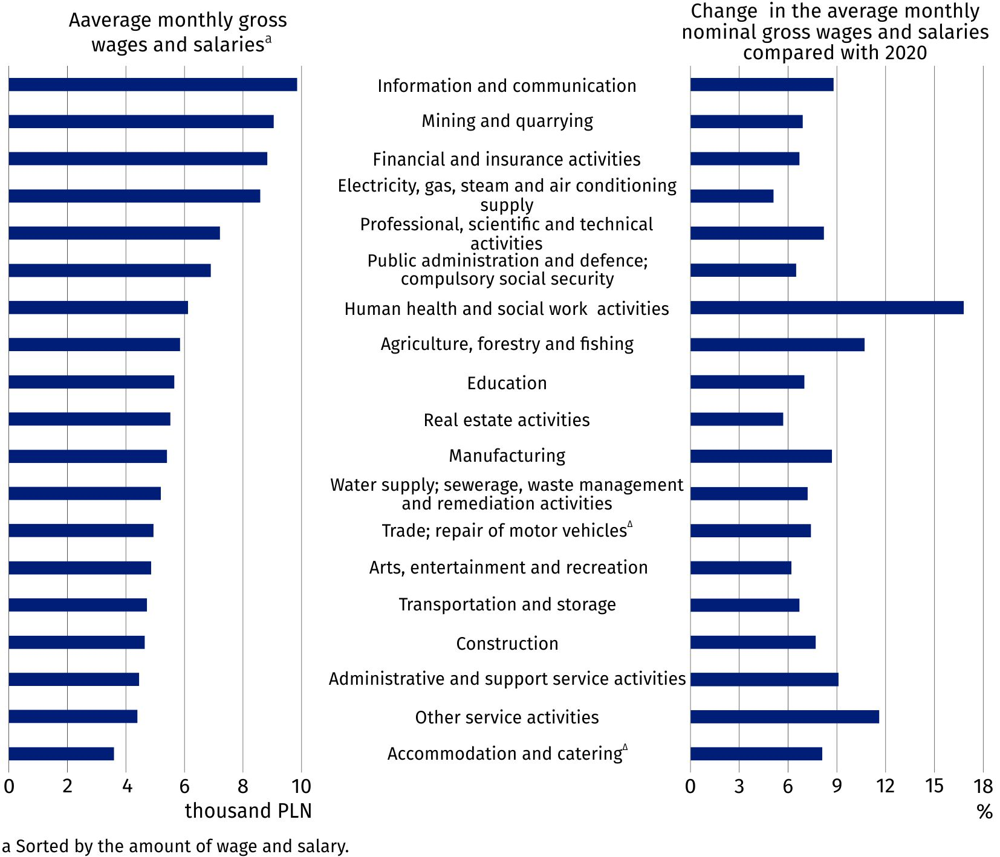 Aaverage monthly gross
wages and salariesª
Change  in the average monthly
nominal gross wages and salaries
compared with 2020
Information and communication
Mining and quarrying
Financial and insurance activities
Electricity, gas, steam and air conditioning
supply
Professional, scientific and technical
activities
Public administration and defence;
compulsory social security
Human health and social work  activities
Agriculture, forestry and fishing
Education
Real estate activities
Manufacturing
Water supply; sewerage, waste management
and remediation activities
Trade; repair of motor vehicles∆
Arts, entertainment and recreation
Transportation and storage
Construction
Administrative and support service activities
Other service activities
Accommodation and catering∆
0 2 4 6 8 10
thousand PLN
0 3 6 9 12 15 18
%
a Sorted by the amount of wage and salary.